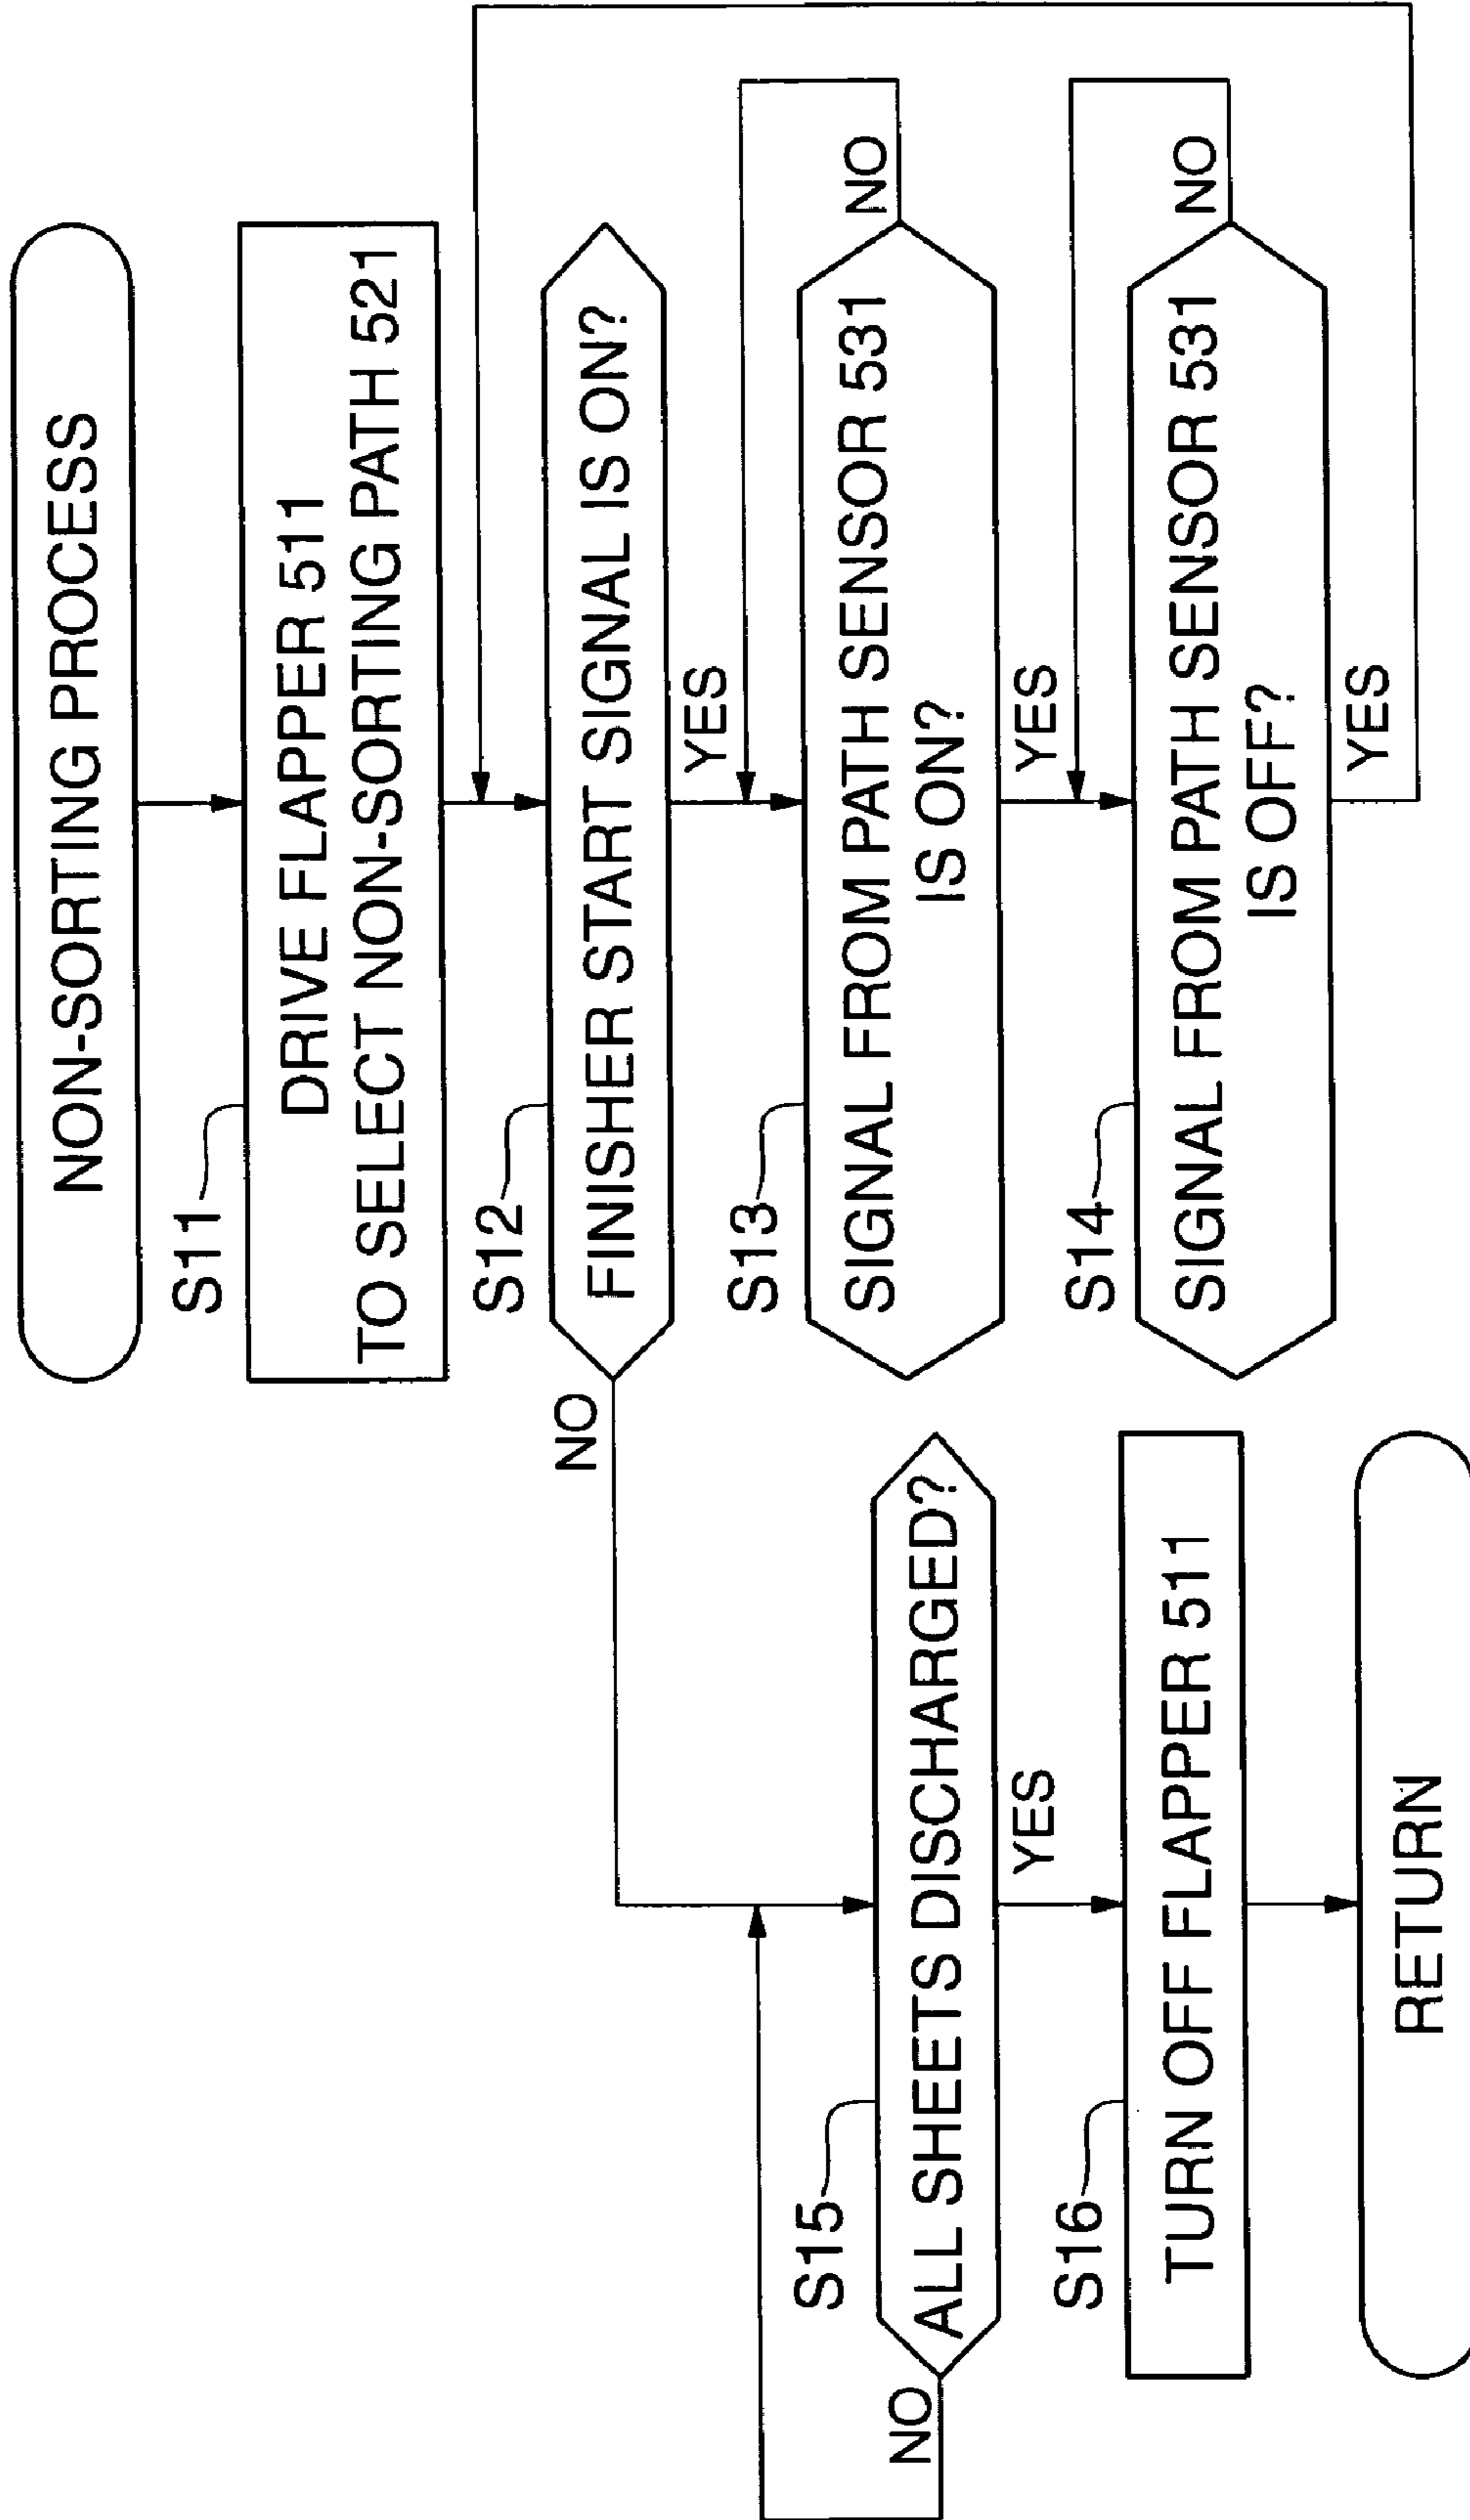 NON-SORTING PROCESS
S11
DRIVE FLAPPER 511
TO SELECT NON-SORTING PATH 521
S12
FINISHER START SIGNAL IS ON?
NO
YES
S13
SIGNAL FROM PATH SENSOR 531
IS ON?
NO
YES
S14
SIGNAL FROM PATH SENSOR 531
IS OFF?
NO
YES
S15
ALL SHEETS DISCHARGED?
NO
YES
S16
TURN OFF FLAPPER 511
RETURN